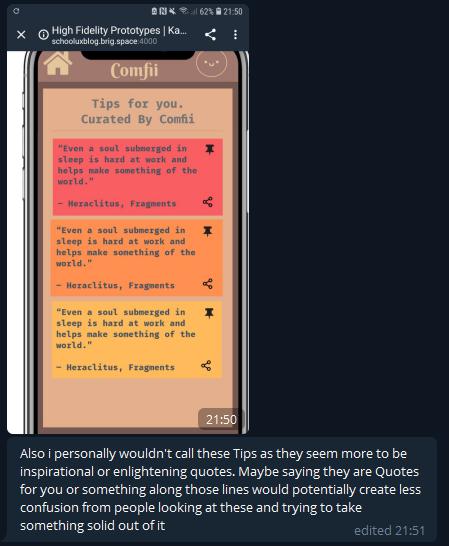 62% 21:50
High Fidelity Prototypes | Ka...
schooluxblog.brig.space:4000
Comfii
Tips for you.
Curated By Comfii
"Even a soul submerged in
sleep is hard at work and
helps make something of the
world."
— Heraclitus, Fragments
"Even a soul submerged in
sleep is hard at work and
helps make something of the
world."
— Heraclitus, Fragments
"Even a soul submerged in
sleep is hard at work and
helps make something of the
world."
— Heraclitus, Fragments
21:50
Also i personally wouldn't call these Tips as they seem more to be
inspirational or enlightening quotes. Maybe saying they are Quotes
for you or something along those lines would potentially create less
confusion from people looking at these and trying to take
something solid out of it
edited 21:51